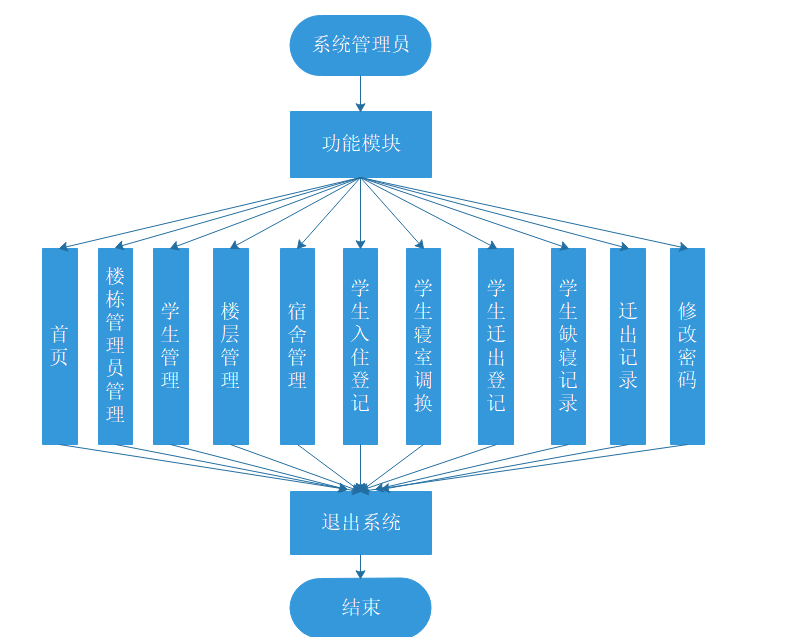 系统管理员
功能模块
首页
楼栋管理员管理
学生管理
楼层管理
宿舍管理
学生入住登记
学生寝室调换
学生迁出登记
学生缺寝记录
迁出记录
修改密码
退出系统
结束